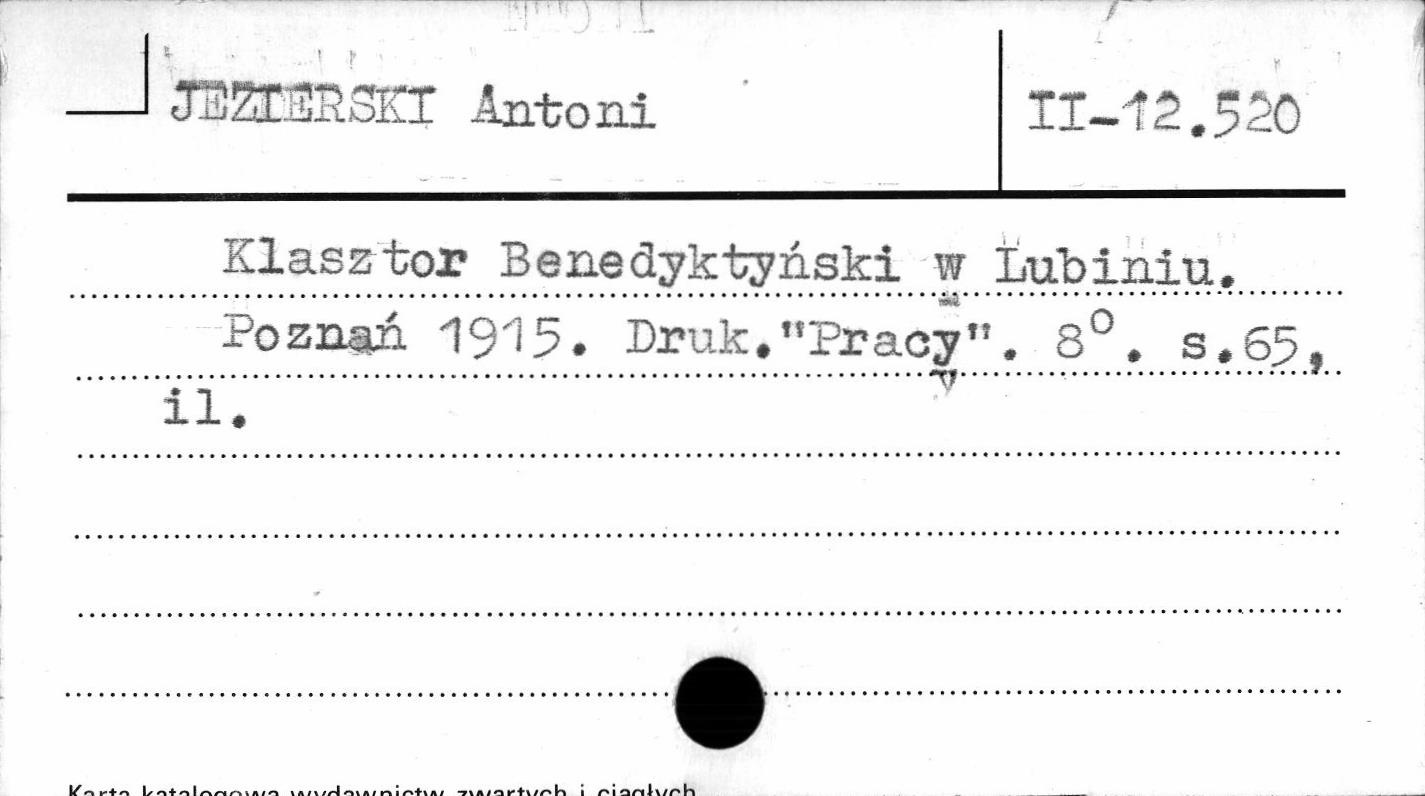 JEZIERSKI Antoni
II-12.520
Klasztor Benedyktyński w Lubiniu.
Poznań 1915. Druk."Pracy". 8°. s.65,
il.
Karta katalogowa wydawnictw zwartych i ciągłych